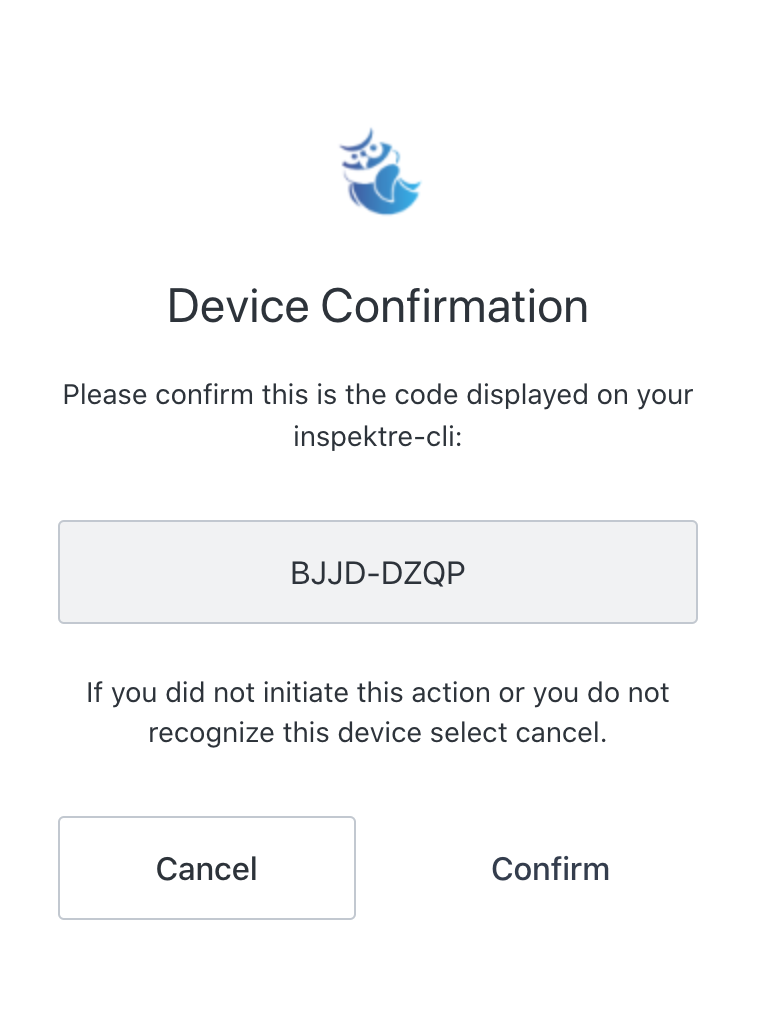 Device Confirmation
Please confirm this is the code displayed on your
inspektre-cli:
BJJD-DZQP
If you did not initiate this action or you do not
recognize this device select cancel.
Cancel
Confirm